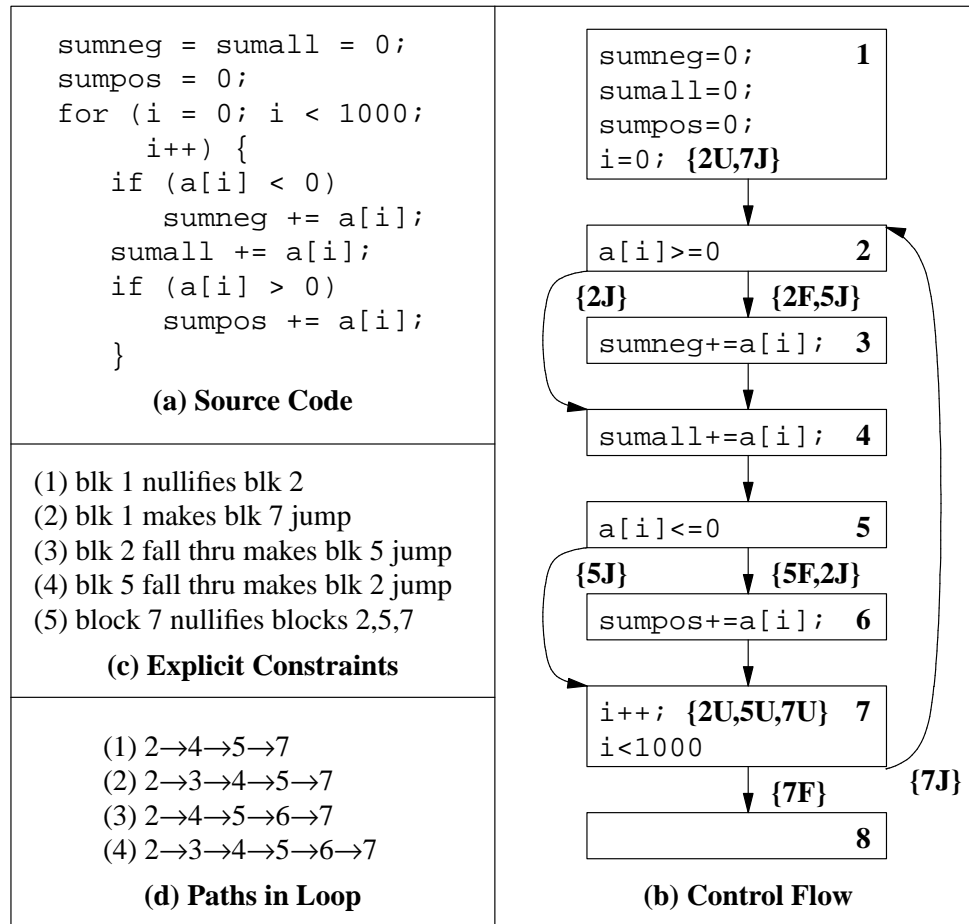 sumneg = sumall = 0;
sumpos = 0;
for (i = 0; i < 1000;
i++) {
if (a[i] < 0)
sumneg += a[i];
sumall += a[i];
if (a[i] > 0)
sumpos += a[i];
}
(a) Source Code
(1) blk 1 nullifies blk 2
(2) blk 1 makes blk 7 jump
(3) blk 2 fall thru makes blk 5 jump
(4) blk 5 fall thru makes blk 2 jump
(5) block 7 nullifies blocks 2,5,7
(c) Explicit Constraints
(1) 2→4→5→7
(2) 2→3→4→5→7
(3) 2→4→5→6→7
(4) 2→3→4→5→6→7
(d) Paths in Loop
sumneg=0; 1
sumall=0;
sumpos=0;
i=0; {2U,7J}
a[i]>=0 2
{2J} {2F,5J}
sumneg+=a[i]; 3
sumall+=a[i]; 4
a[i]<=0 5
{5J} {5F,2J}
sumpos+=a[i]; 6
i++; {2U,5U,7U} 7
i<1000
{7F} {7J}
8
(b) Control Flow